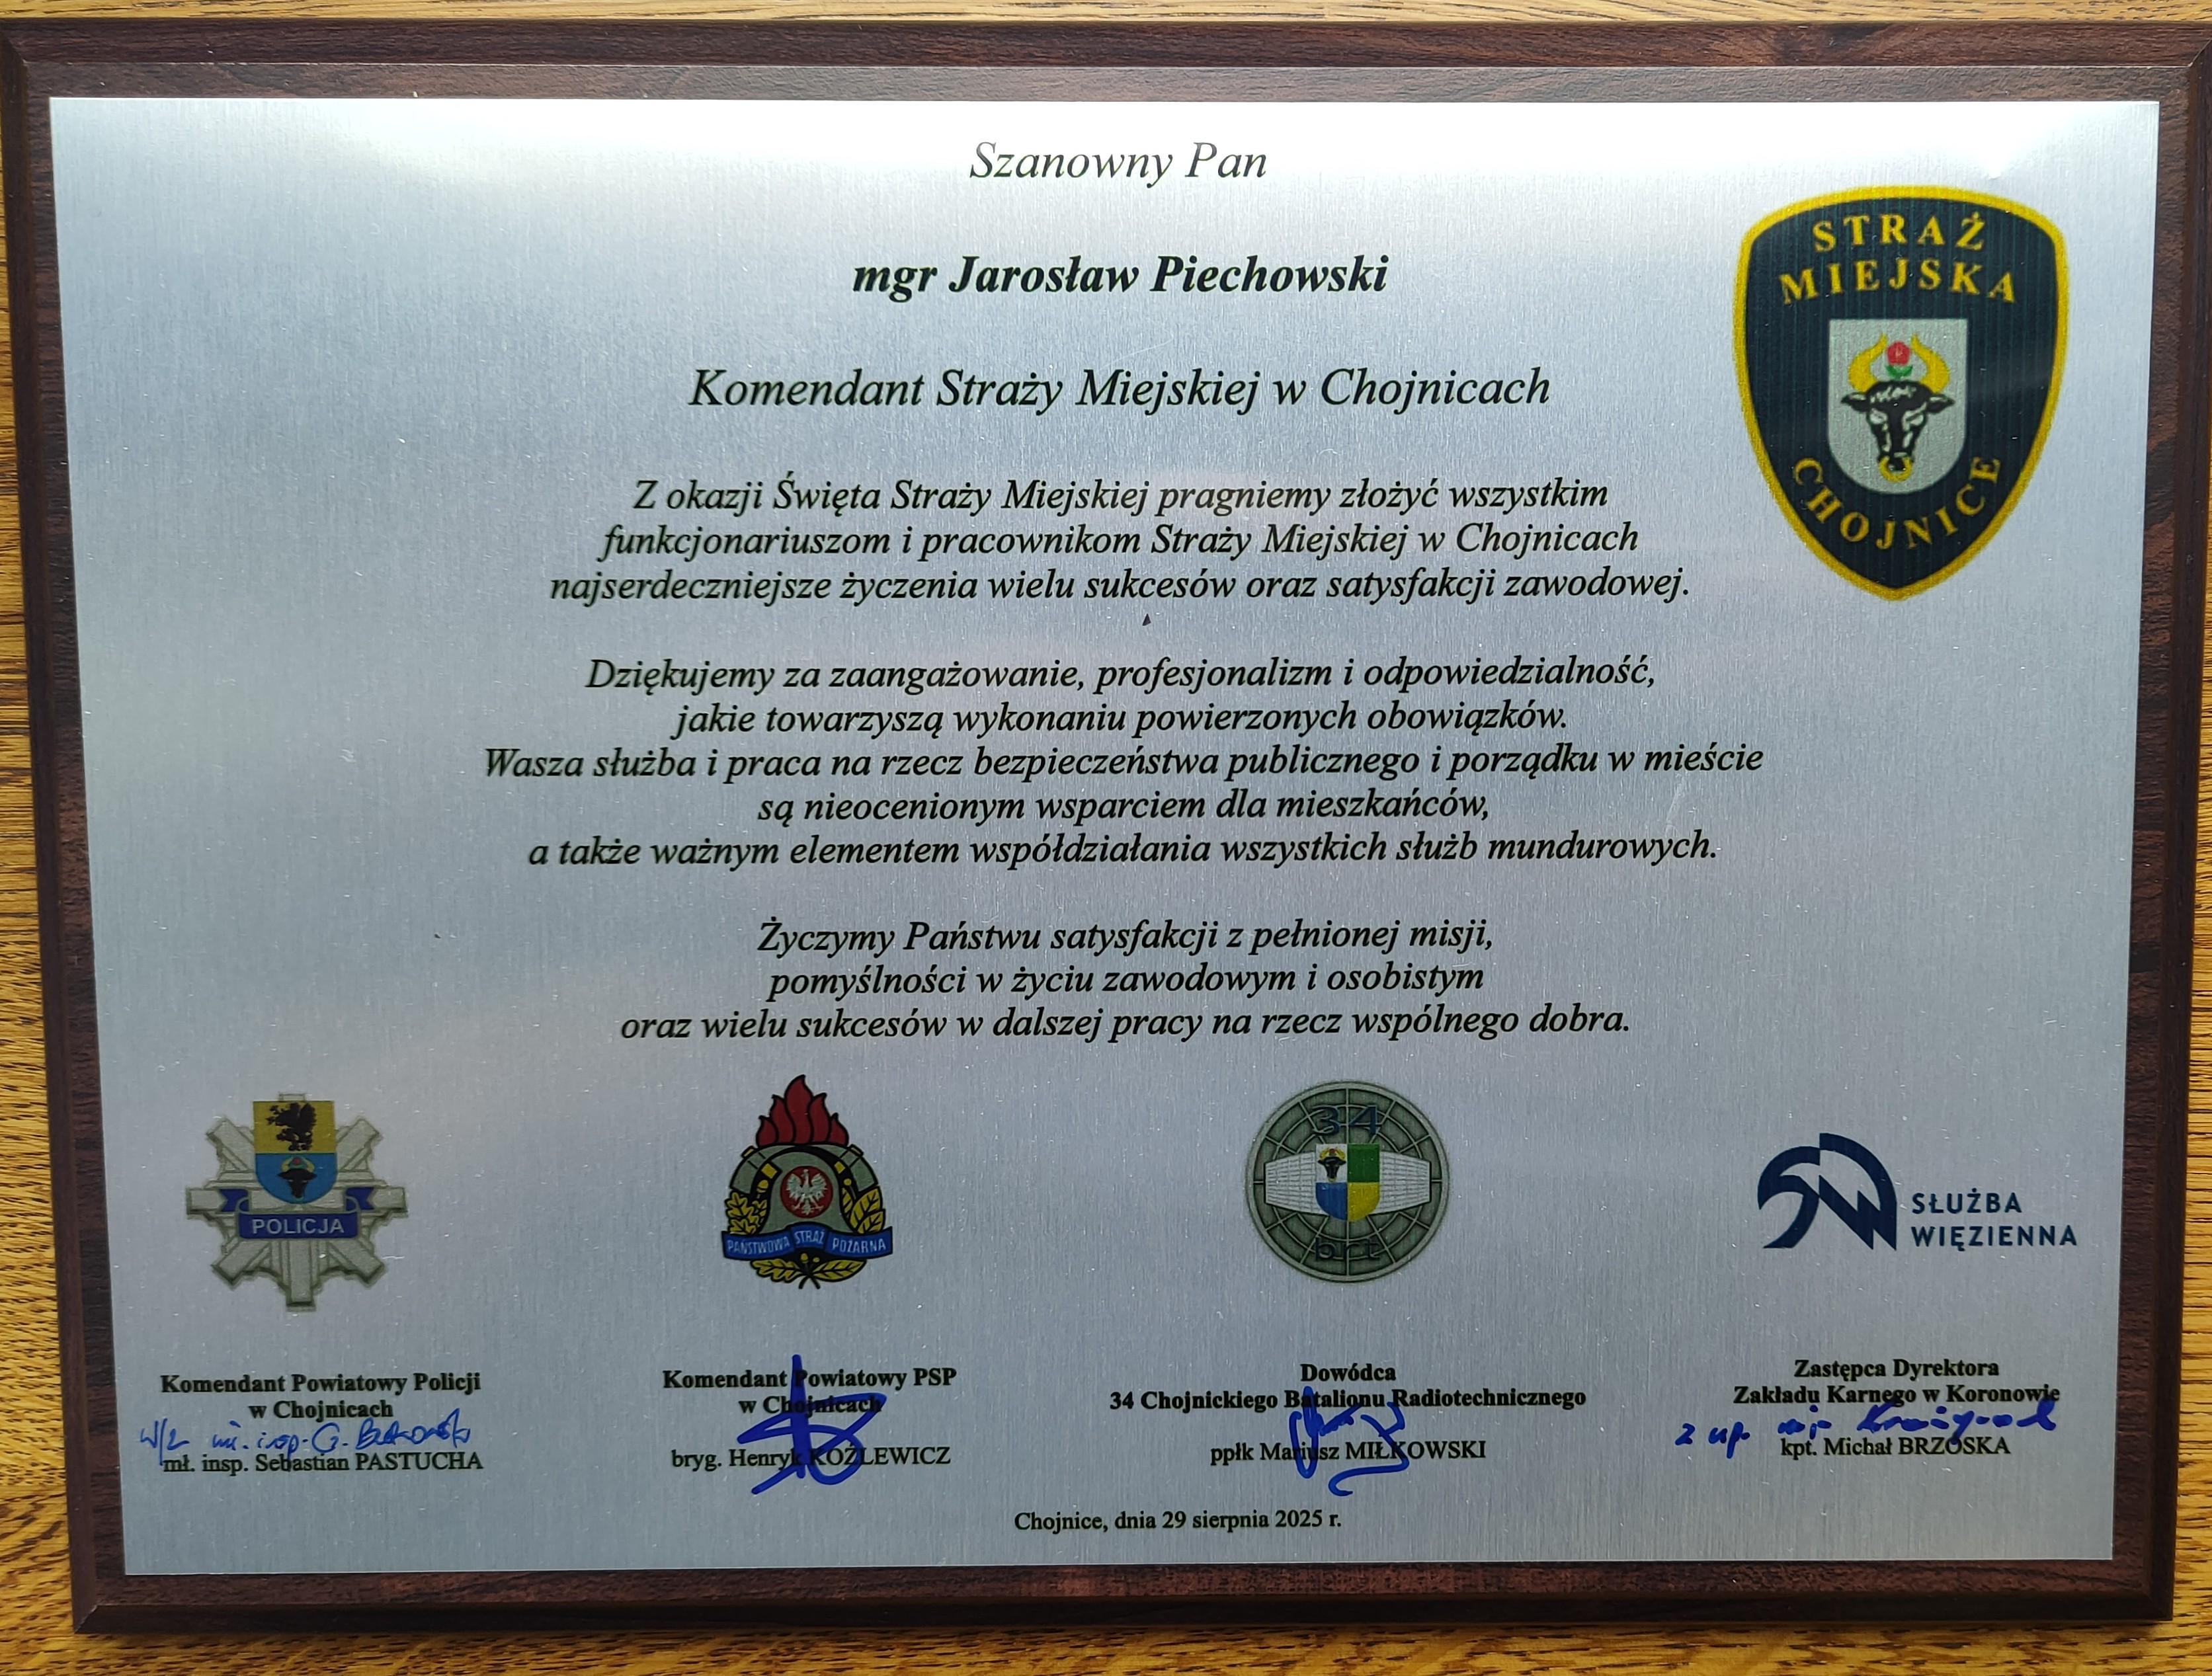 Szanowny Pan
mgr Jarosław Piechowski
Komendant Straży Miejskiej w Chojnicach
STRAŻ
MIEJSKA
CHOJNICE
Z okazji Święta Straży Miejskiej pragniemy złożyć wszystkim
funkcjonariuszom i pracownikom Straży Miejskiej w Chojnicach
najserdeczniejsze życzenia wielu sukcesów oraz satysfakcji zawodowej.
Dziękujemy za zaangażowanie, profesjonalizm i odpowiedzialność,
jakie towarzyszą wykonaniu powierzonych obowiązków.
Wasza służba i praca na rzecz bezpieczeństwa publicznego i porządku w mieście
są nieocenionym wsparciem dla mieszkańców,
a także ważnym elementem współdziałania wszystkich służb mundurowych.
Życzymy Państwu satysfakcji z pełnionej misji,
pomyślności w życiu zawodowym i osobistym
oraz wielu sukcesów w dalszej pracy na rzecz wspólnego dobra.
POLICJA
PAŃSTWOWA STRAŻ POŻARNA
34
brt
SŁUŻBA
WIĘZIENNA
Komendant Powiatowy Policji
w Chojnicach
w/z mł. insp. G.
mł. insp. Sebastian PASTUCHA
Komendant Powiatowy PSP
w Chojnicach
bryg. Henryk KOŹLEWICZ
Dowódca
34 Chojnickiego Batalionu Radiotechnicznego
ppłk Mariusz MIŁKOWSKI
Zastępca Dyrektora
Zakładu Karnego w Koronowie
z up.
kpt. Michał BRZOSKA
Chojnice, dnia 29 sierpnia 2025 r.